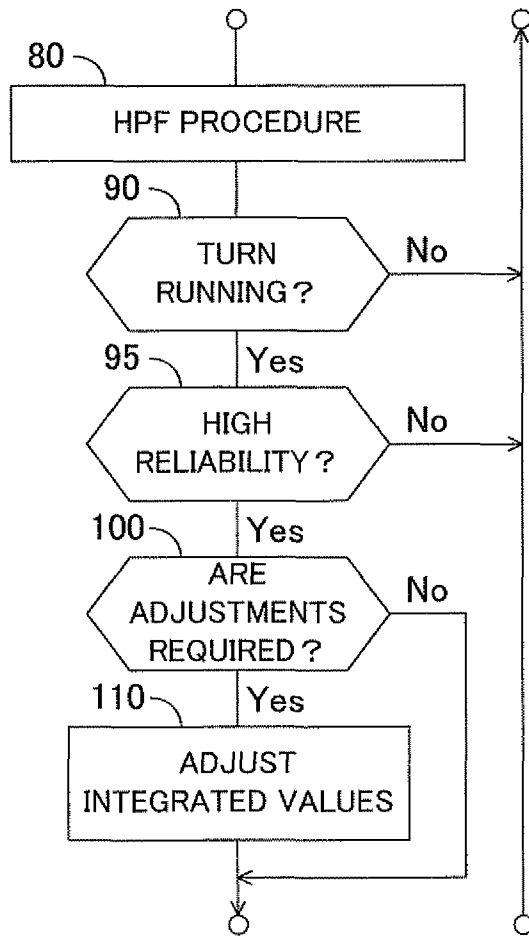 80
HPF PROCEDURE
90
TURN
RUNNING?
No
Yes
95
HIGH
RELIABILITY?
No
Yes
100
ARE
ADJUSTMENTS
REQUIRED?
No
Yes
110
ADJUST
INTEGRATED VALUES